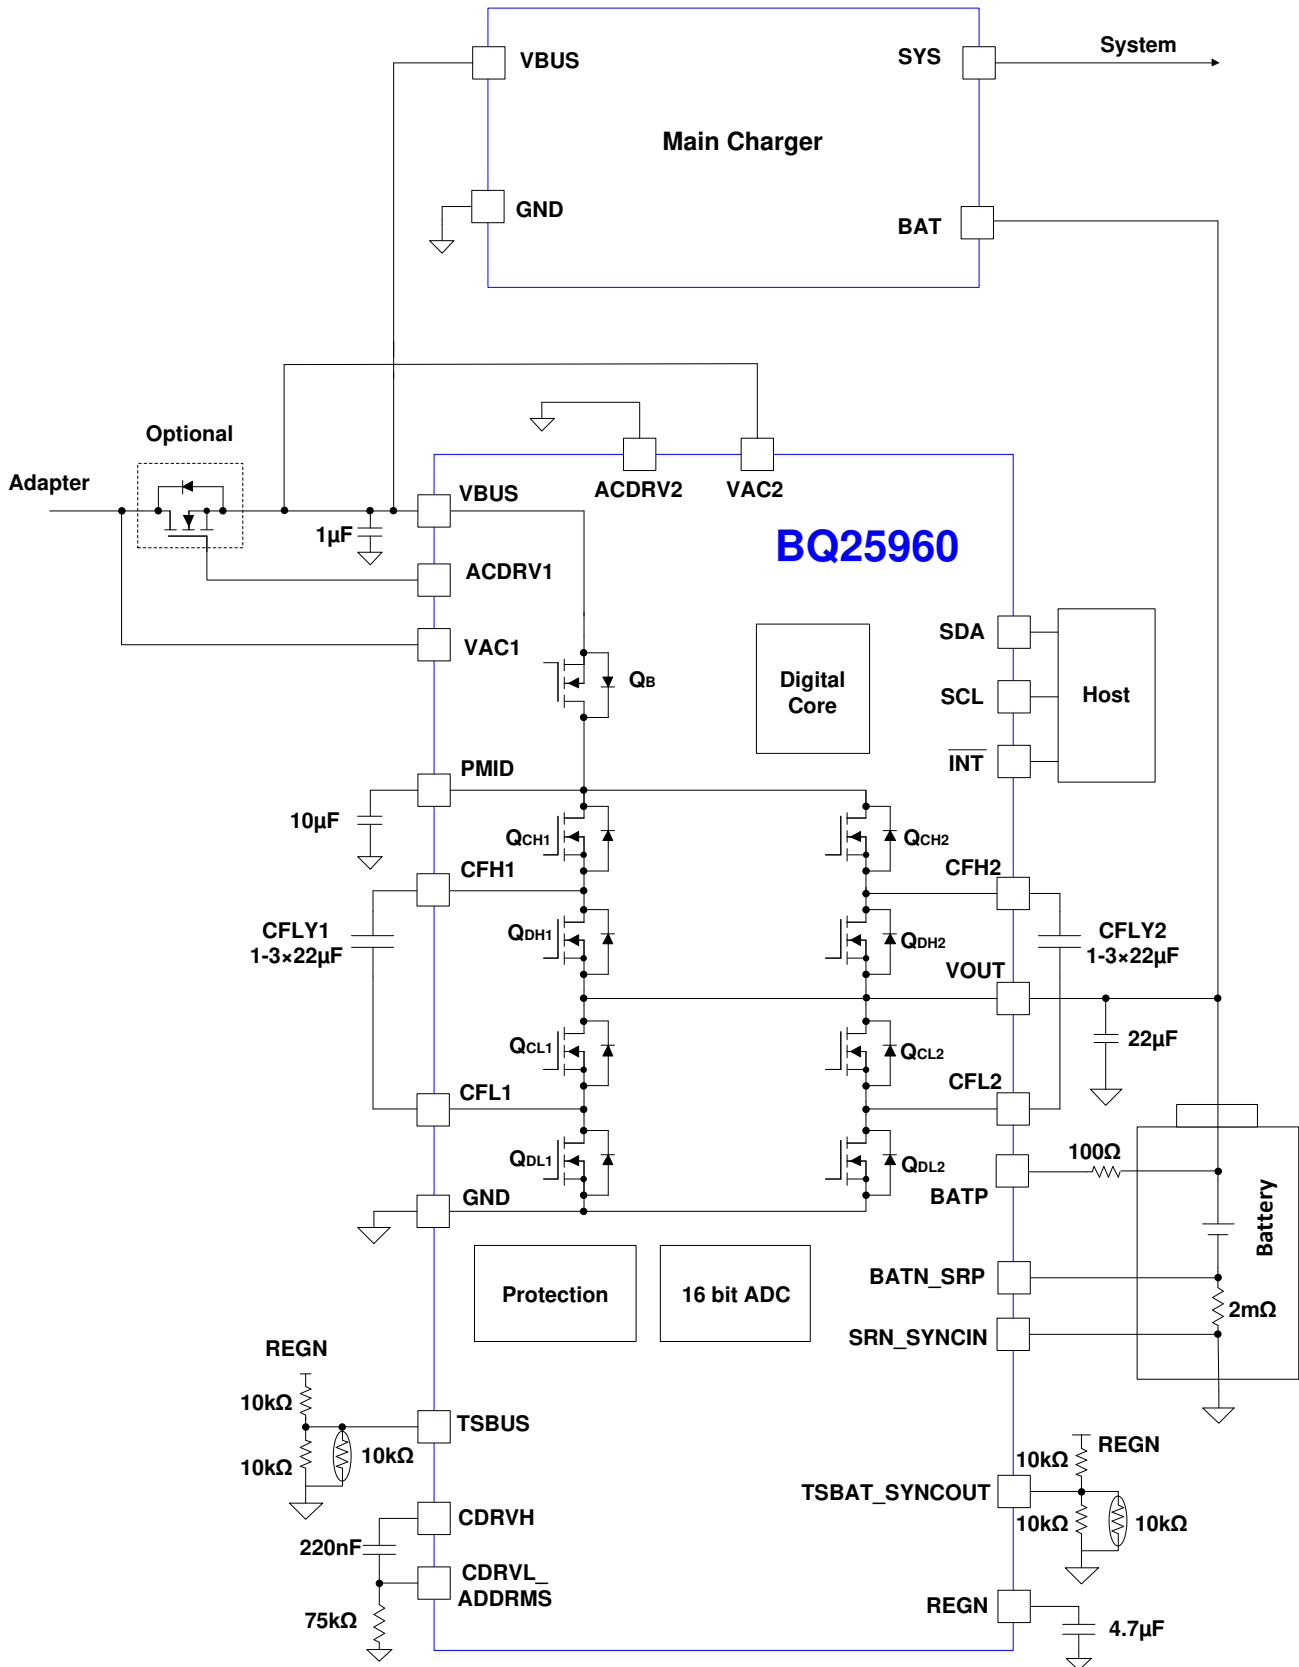 VBUS
SYS
System
Main Charger
GND
BAT
Optional
Adapter
VBUS
ACDRV2
VAC2
1µF
BQ25960
ACDRV1
VAC1
SDA
SCL
INT
Host
QB
Digital
Core
PMID
10µF
QCH1
QCH2
CFH1
CFH2
CFLY1
1-3×22µF
QDH1
QDH2
CFLY2
1-3×22µF
VOUT
QCL1
QCL2
22µF
CFL1
CFL2
QDL1
QDL2
100Ω
BATP
GND
Battery
BATN_SRP
Protection
16 bit ADC
2mΩ
SRN_SYNCIN
REGN
10kΩ
TSBUS
10kΩ
10kΩ
REGN
10kΩ
TSBAT_SYNCOUT
10kΩ
10kΩ
CDRVH
220nF
CDRVL_
ADDRMS
75kΩ
REGN
4.7µF